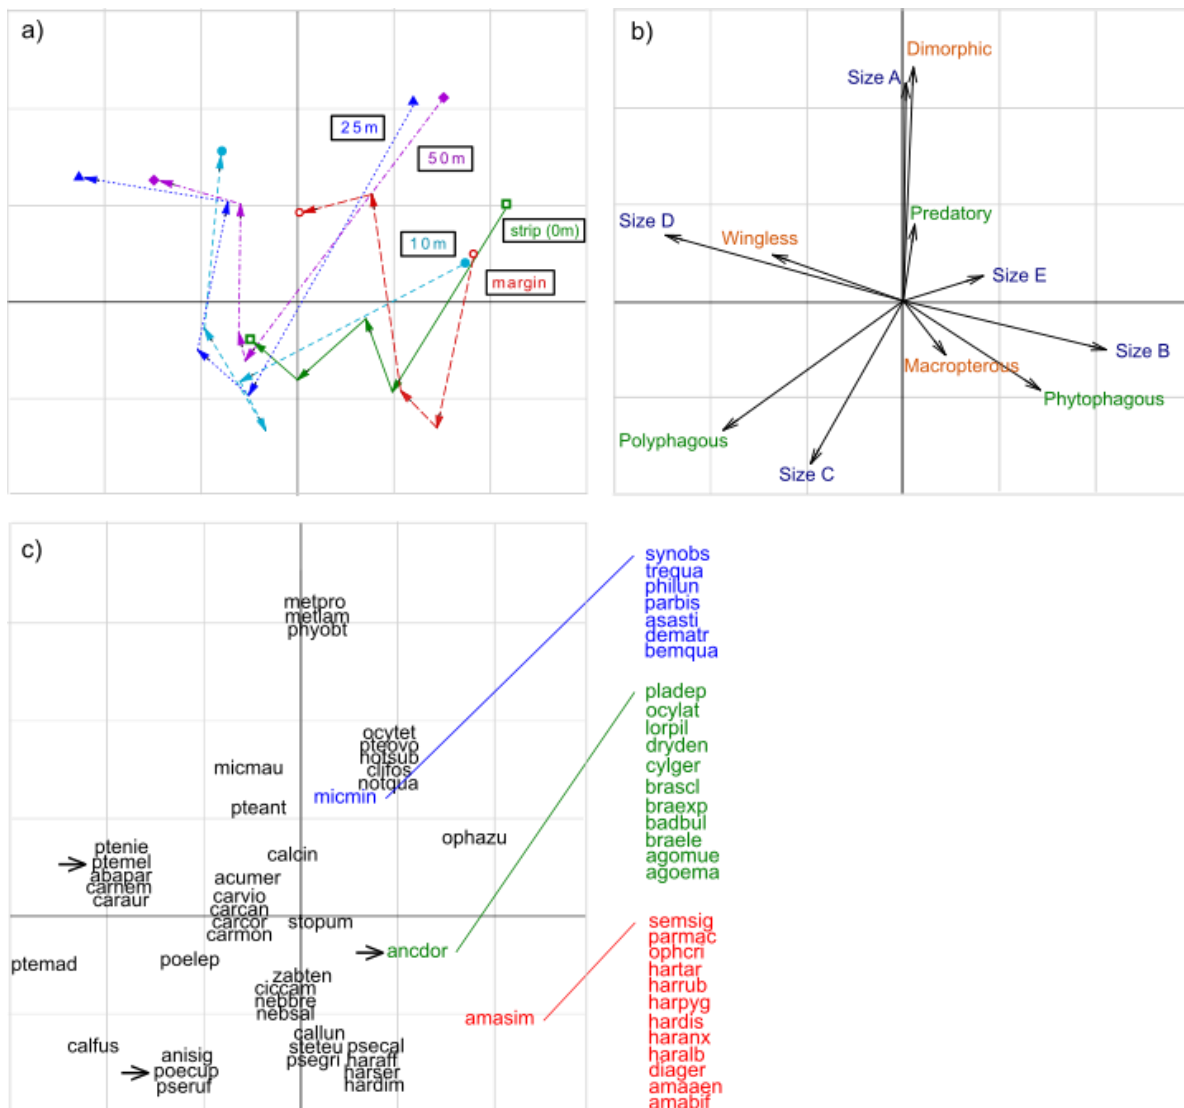 a)
25m
50m
10m
strip (0m)
margin
b)
Dimorphic
Size A
Predatory
Size D
Wingless
Size E
Size B
Macropterous
Phytophagous
Polyphagous
Size C
c)
metpro
metlam
phyobt
ocytet
pteovo
notsub
clifos
notqua
micmau
micmin
pteant
ophazu
ptenie
ptemel
abapar
carnem
caraur
calcin
acumer
carvio
carcan
carcor
carmon
stopum
ancdor
ptemad
poelep
zabten
ciccam
nebbre
nebsal
amasim
callun
steteu
psegri
psecal
haraff
harser
hardim
calfus
anisig
poecup
pseruf
synobs
trequa
philun
parbis
asasti
dematr
bemqua
pladep
ocylat
lorpil
dryden
cylger
brascl
braexp
badbul
braele
agomue
agoema
semsig
parmac
ophcri
hartar
harrub
harpyg
hardis
haranx
haralb
diager
amaaen
amabif